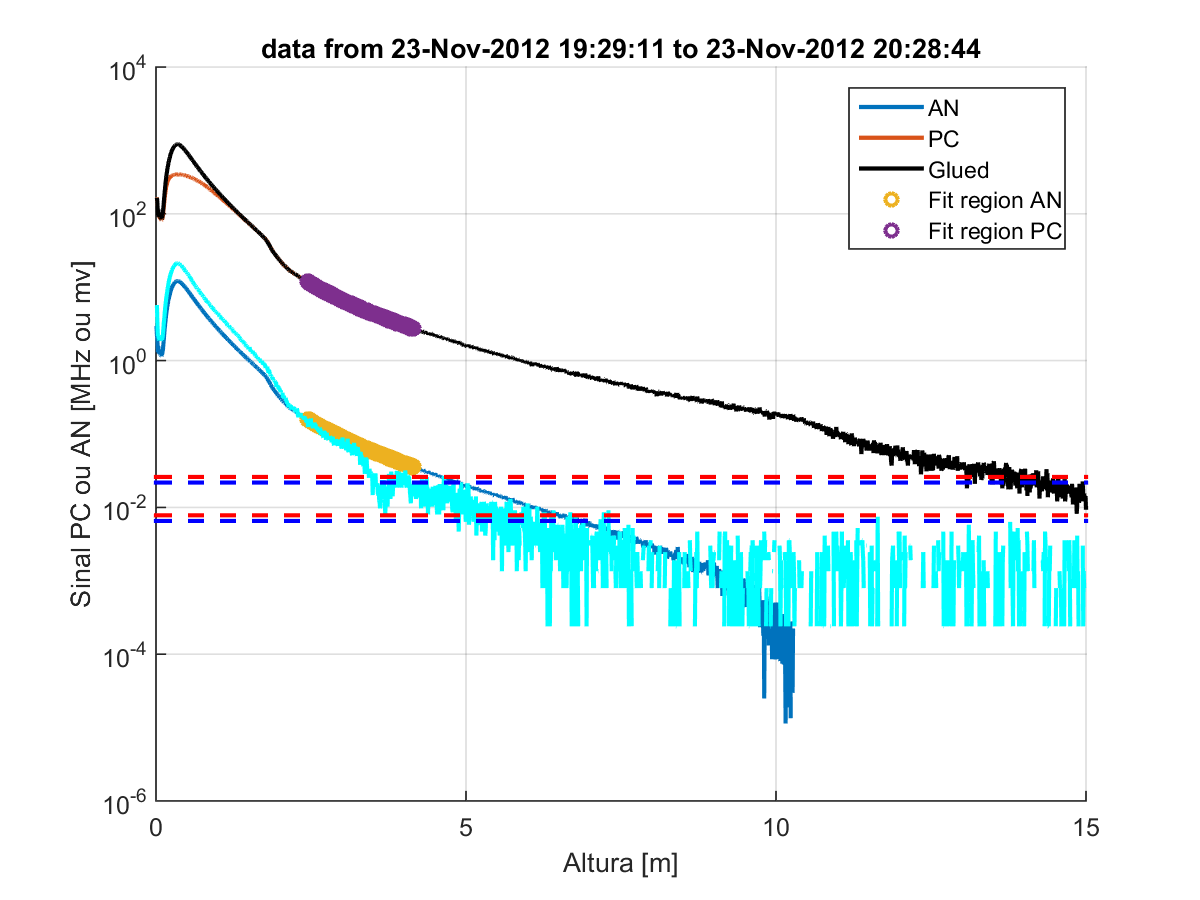 data from 23-Nov-2012 19:29:11 to 23-Nov-2012 20:28:44
AN
PC
Glued
Fit region AN
Fit region PC
Sinal PC ou AN [MHz ou mv]
10^4
10^2
10^0
10^-2
10^-4
10^-6
0 5 10 15
Altura [m]